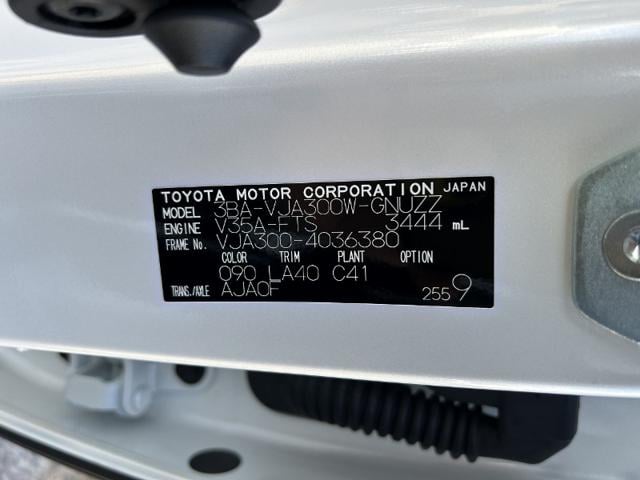 TOYOTA MOTOR CORPORATION JAPAN
MODEL 3BA-VJA300W-GNUZZ
ENGINE V35A-FTS 3444 mL
FRAME No. VJA300-4036380
COLOR TRIM PLANT OPTION
090 LA40 C41
TRANS./AXLE AJA0F 2559